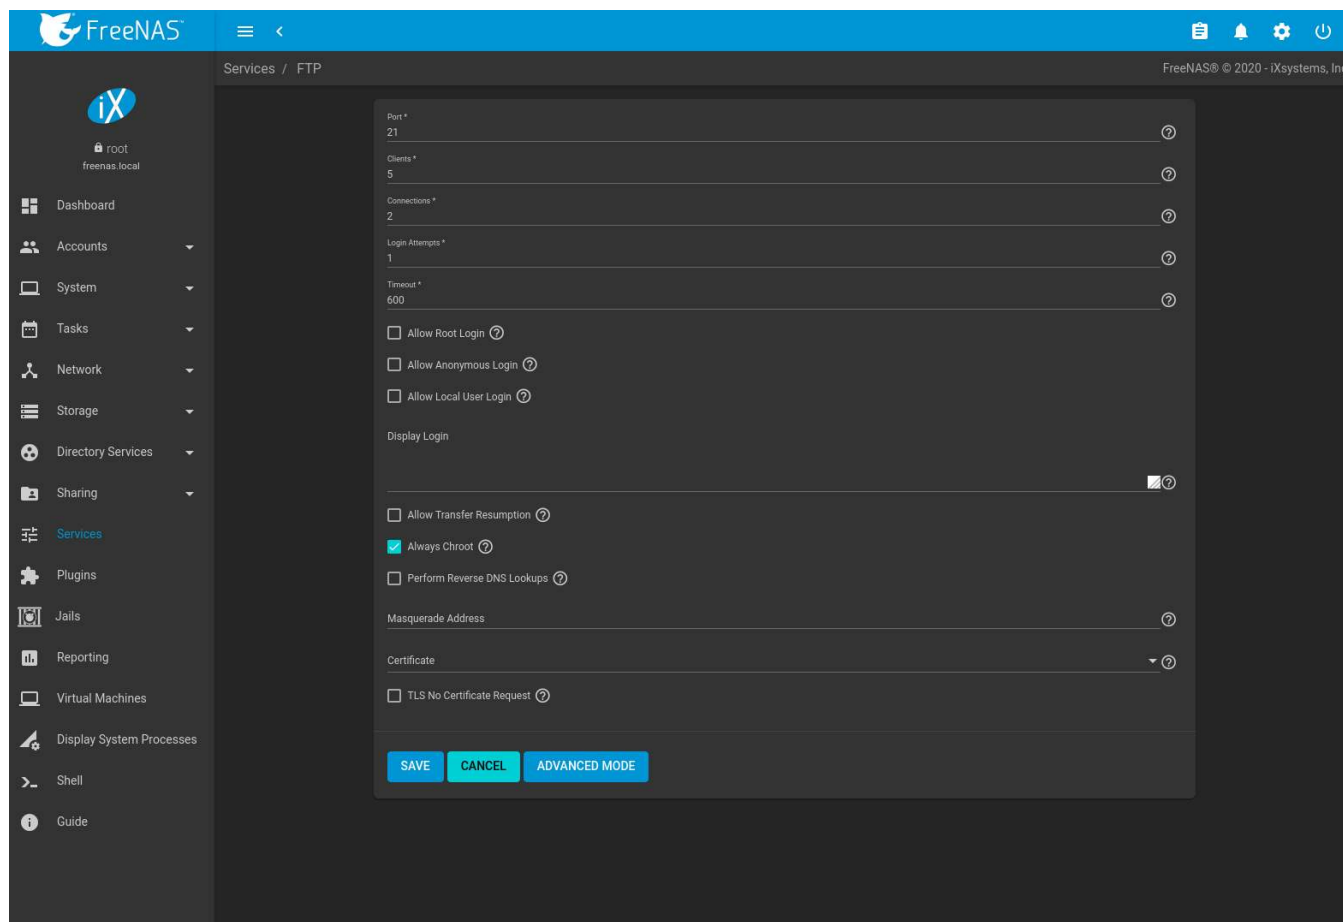 FreeNAS™
Services / FTP
FreeNAS® © 2020 - iXsystems, Inc
iX
root
freenas.local
Dashboard
Accounts
System
Tasks
Network
Storage
Directory Services
Sharing
Services
Plugins
Jails
Reporting
Virtual Machines
Display System Processes
Shell
Guide
Port *
21
Clients *
5
Connections *
2
Login Attempts *
1
Timeout *
600
Allow Root Login
Allow Anonymous Login
Allow Local User Login
Display Login
Allow Transfer Resumption
Always Chroot
Perform Reverse DNS Lookups
Masquerade Address
Certificate
TLS No Certificate Request
SAVE CANCEL ADVANCED MODE